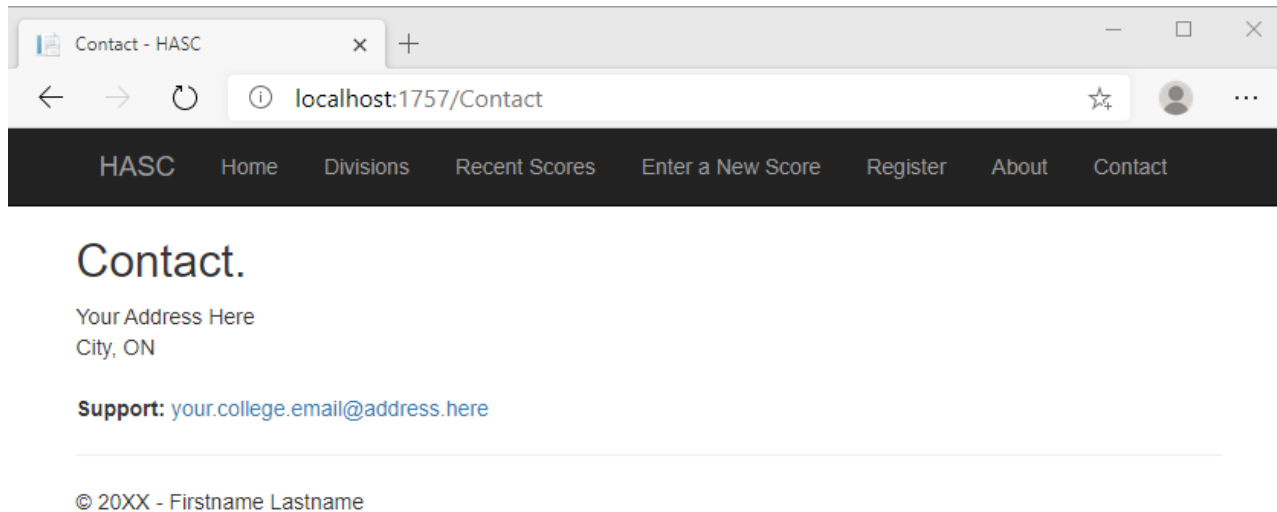 Contact - HASC
localhost:1757/Contact
HASC Home Divisions Recent Scores Enter a New Score Register About Contact
Contact.
Your Address Here
City, ON
Support: your.college.email@address.here
© 20XX - Firstname Lastname